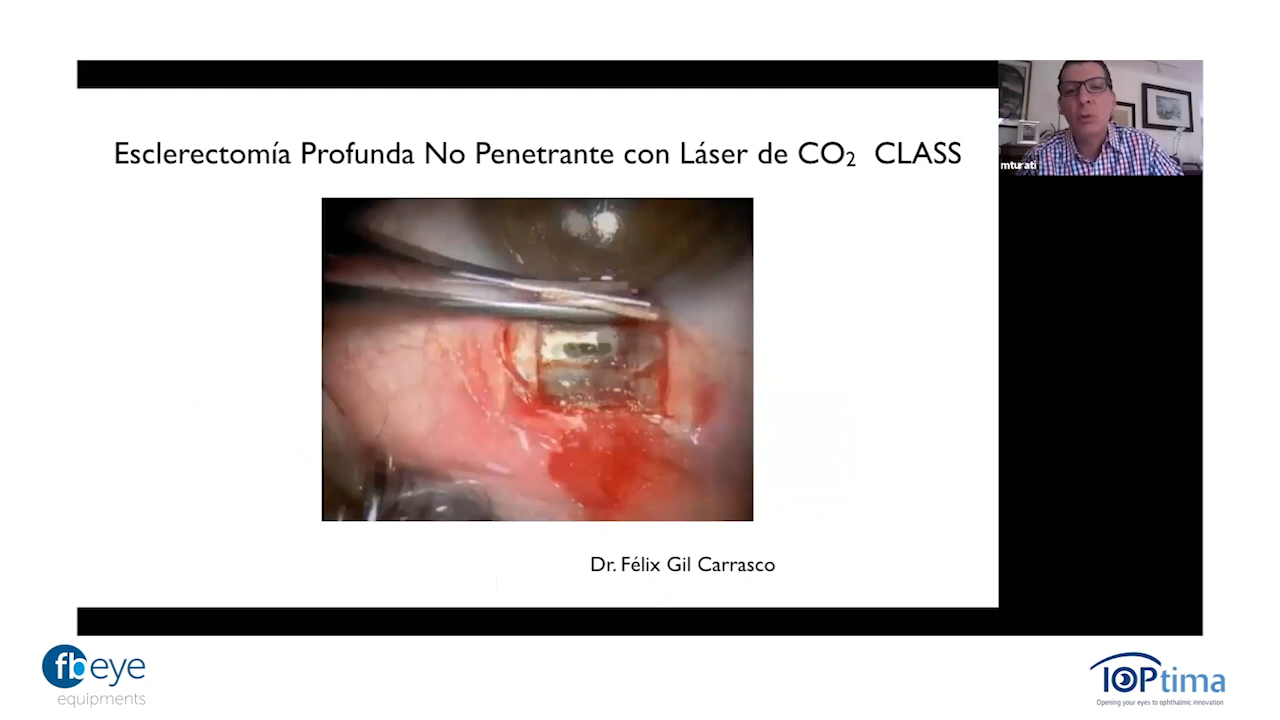 Esclerectomía Profunda No Penetrante con Láser de CO₂ CLASS
mturati
Dr. Félix Gil Carrasco
fbeye
equipments
IOPtima
Opening your eyes to ophthalmic innovation